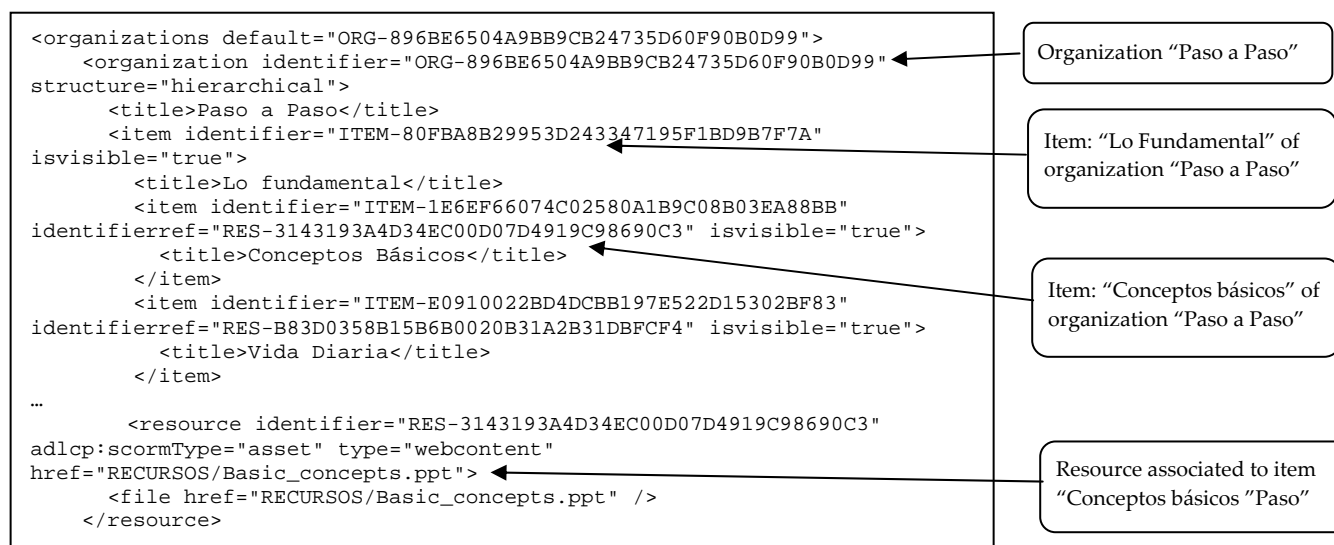 <organizations default="ORG-896BE6504A9BB9CB24735D60F90B0D99">
<organization identifier="ORG-896BE6504A9BB9CB24735D60F90B0D99"
structure="hierarchical">
<title>Paso a Paso</title>
<item identifier="ITEM-80FBA8B29953D243347195F1BD9B7F7A"
isvisible="true">
<title>Lo fundamental</title>
<item identifier="ITEM-1E6EF66074C02580A1B9C08B03EA88BB"
identifierref="RES-3143193A4D34EC00D07D4919C98690C3" isvisible="true">
<title>Conceptos Básicos</title>
</item>
<item identifier="ITEM-E0910022BD4DCBB197E522D15302BF83"
identifierref="RES-B83D0358B15B6B0020B31A2B31DBFCF4" isvisible="true">
<title>Vida Diaria</title>
</item>
…
<resource identifier="RES-3143193A4D34EC00D07D4919C98690C3"
adlcp:scormType="asset" type="webcontent"
href="RECURSOS/Basic_concepts.ppt">
<file href="RECURSOS/Basic_concepts.ppt" />
</resource>
Organization “Paso a Paso”
Item: “Lo Fundamental” of
organization “Paso a Paso”
Item: “Conceptos básicos” of
organization “Paso a Paso”
Resource associated to item
“Conceptos básicos ”Paso”